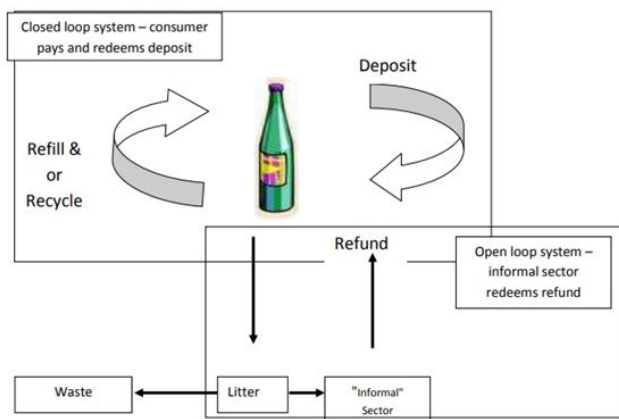 Closed loop system – consumer
pays and redeems deposit
Deposit
Refill &
or
Recycle
Refund
Open loop system –
informal sector
redeems refund
Waste
Litter
"Informal"
Sector